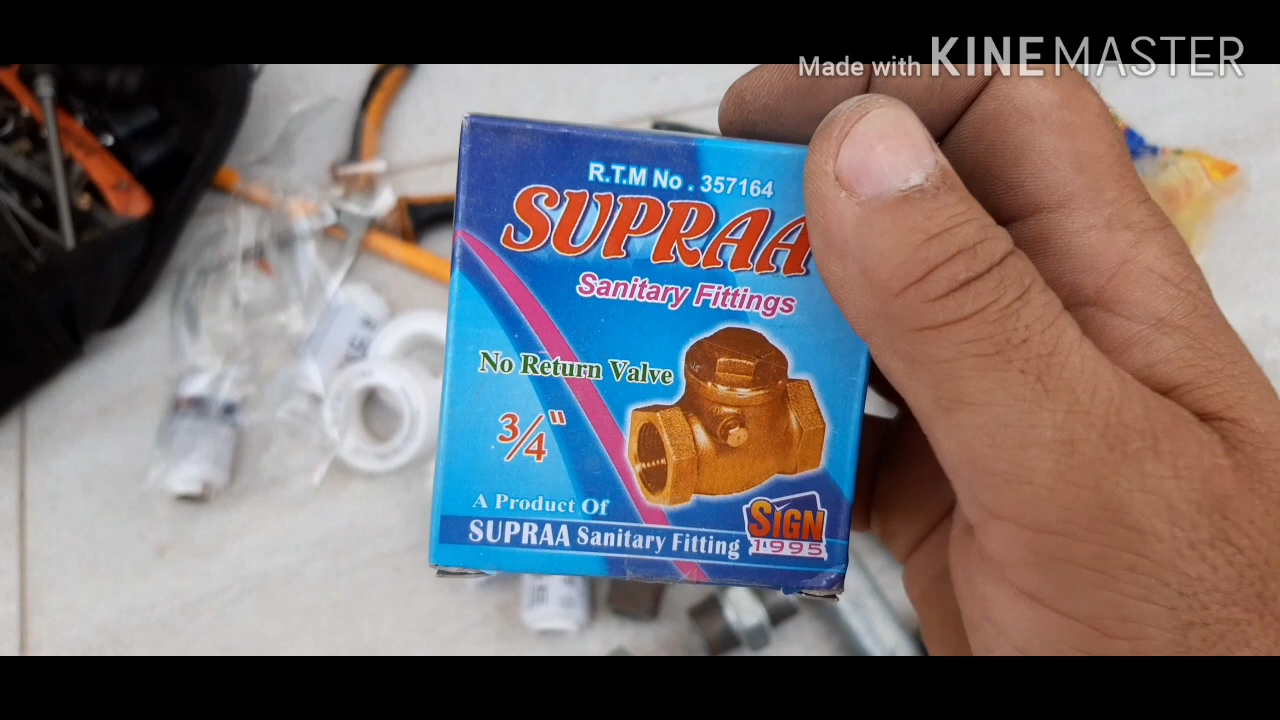 Made with KINEMASTER
R.T.M No . 357164
SUPRAA
Sanitary Fittings
No Return Valve
3/4"
A Product Of
SUPRAA Sanitary Fitting
SIGN
1995